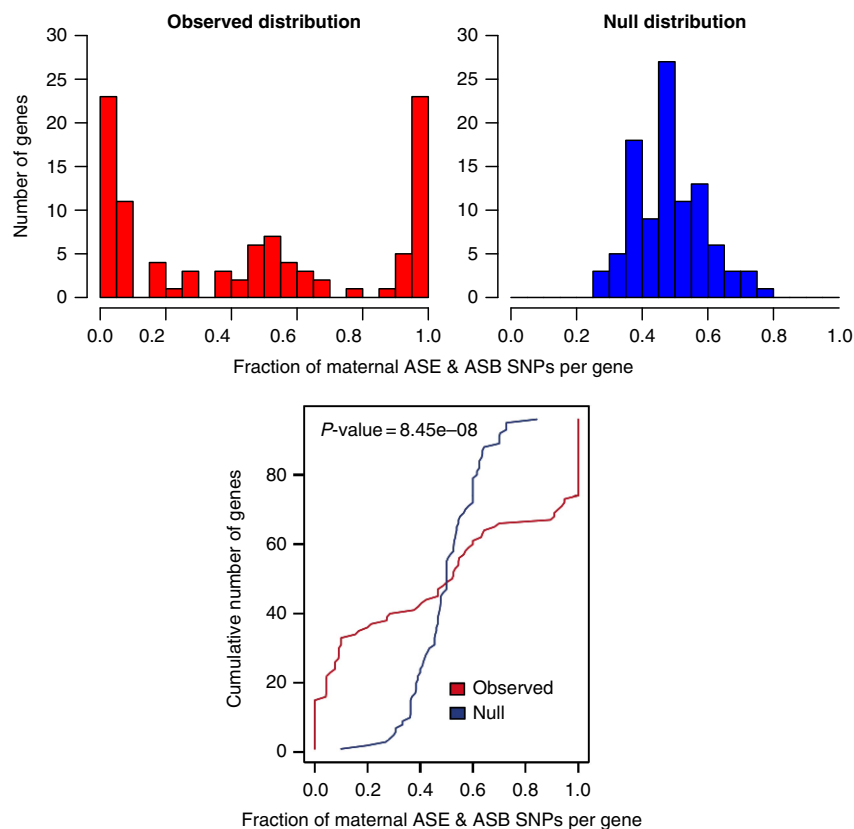 Observed distribution
Null distribution
Number of genes
30
25
20
15
10
5
0
0.0 0.2 0.4 0.6 0.8 1.0
30
25
20
15
10
5
0
0.0 0.2 0.4 0.6 0.8 1.0
Fraction of maternal ASE & ASB SNPs per gene
P-value = 8.45e–08
Cumulative number of genes
80
60
40
20
0
Observed
Null
0.0 0.2 0.4 0.6 0.8 1.0
Fraction of maternal ASE & ASB SNPs per gene